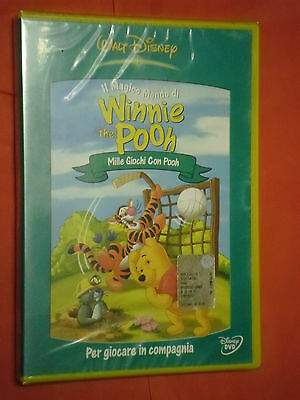 WALT DISNEY
Il Magico Mondo di
Winnie
the Pooh
Mille Giochi Con Pooh
Per giocare in compagnia
DISNEY
DVD